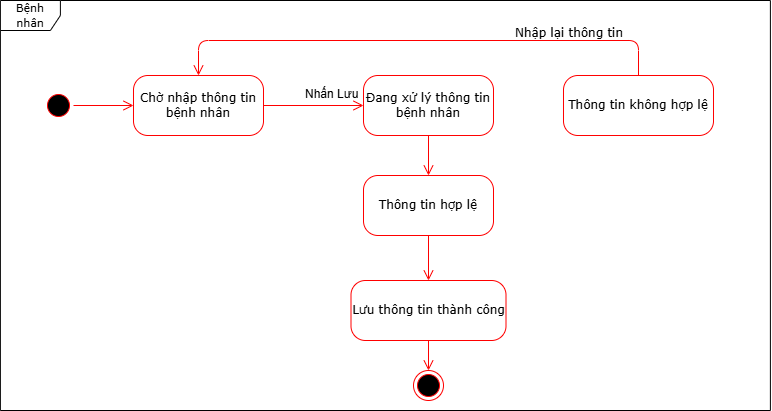 Bệnh
nhân
Nhập lại thông tin
Chờ nhập thông tin
bệnh nhân
Nhấn Lưu
Đang xử lý thông tin
bệnh nhân
Thông tin không hợp lệ
Thông tin hợp lệ
Lưu thông tin thành công